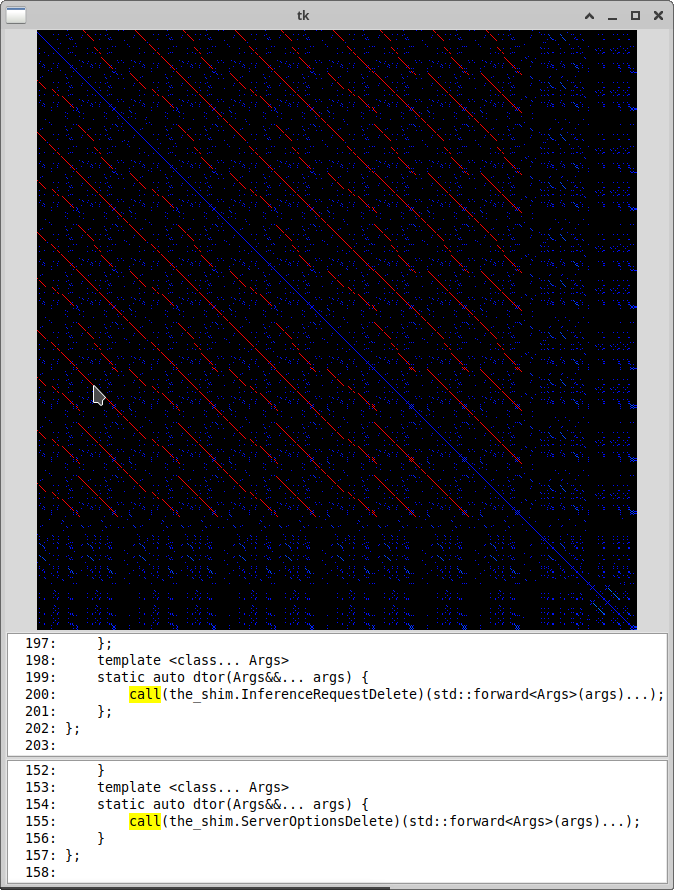 tk
197:     };
198:     template <class... Args>
199:     static auto dtor(Args&&... args) {
200:         call(the_shim.InferenceRequestDelete)(std::forward<Args>(args)...);
201:     };
202: };
203:
152:     }
153:     template <class... Args>
154:     static auto dtor(Args&&... args) {
155:         call(the_shim.ServerOptionsDelete)(std::forward<Args>(args)...);
156:     }
157: };
158: